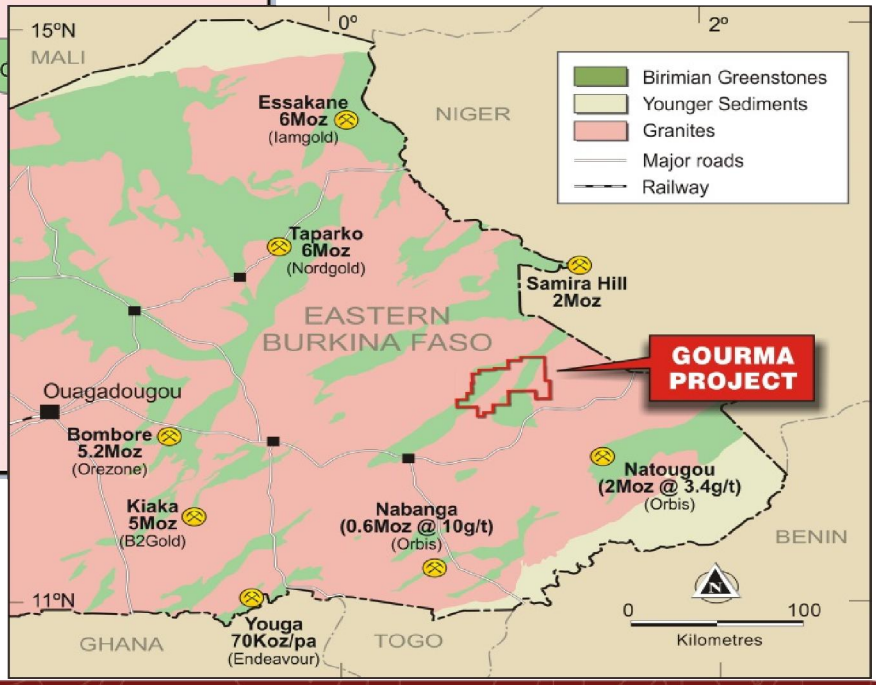 0º
2º
15ºN
MALI
Essakane
6Moz
(Iamgold)
NIGER
Birimian Greenstones
Younger Sediments
Granites
Major roads
Railway
Taparko
6Moz
(Nordgold)
Samira Hill
2Moz
EASTERN
BURKINA FASO
GOURMA
PROJECT
Ouagadougou
Bombore
5.2Moz
(Orezone)
Natougou
(2Moz @ 3.4g/t)
(Orbis)
Kiaka
5Moz
(B2Gold)
Nabanga
(0.6Moz @ 10g/t)
(Orbis)
BENIN
11ºN
Youga
70Koz/pa
(Endeavour)
GHANA
TOGO
N
0 100
Kilometres